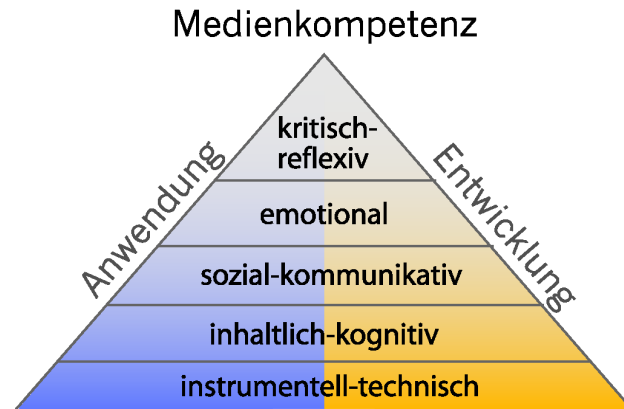 Medienkompetenz
Anwendung
Entwicklung
kritisch-
reflexiv
emotional
sozial-kommunikativ
inhaltlich-kognitiv
instrumentell-technisch